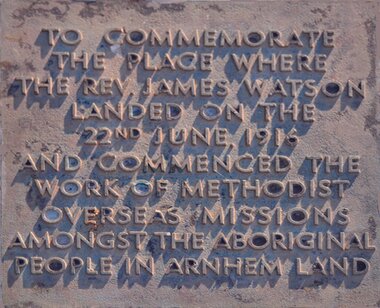 TO COMMEMORATE
THE PLACE WHERE
THE REV. JAMES WATSON
LANDED ON THE
22ND JUNE, 1916
AND COMMENCED THE
WORK OF METHODIST
OVERSEAS MISSIONS
AMONGST THE ABORIGINAL
PEOPLE IN ARNHEM LAND